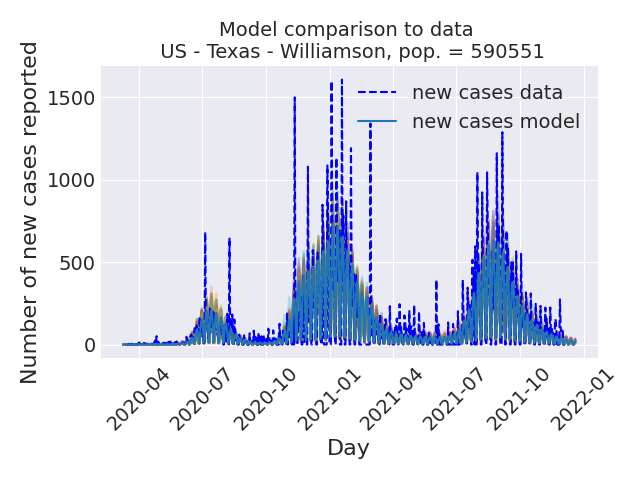 Model comparison to data
US - Texas - Williamson, pop. = 590551
Number of new cases reported
1500
1000
500
0
new cases data
new cases model
2020-04
2020-07
2020-10
2021-01
2021-04
2021-07
2021-10
2022-01
Day